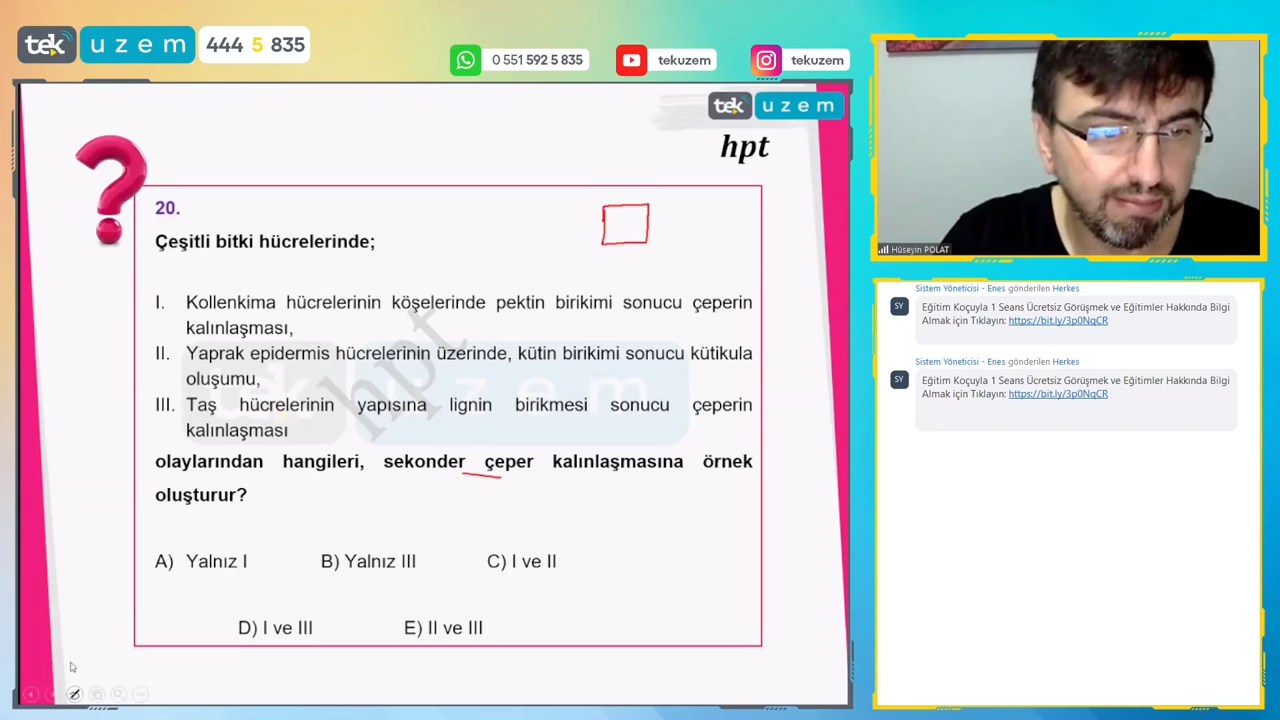 tek uzem 444 5 835
0 551 592 5 835 tekuzem tekuzem
tek uzem
hpt
20.
Çeşitli bitki hücrelerinde;
I. Kollenkima hücrelerinin köşelerinde pektin birikimi sonucu çeperin
kalınlaşması,
II. Yaprak epidermis hücrelerinin üzerinde, kütin birikimi sonucu kütikula
oluşumu,
III. Taş hücrelerinin yapısına lignin birikmesi sonucu çeperin
kalınlaşması
olaylarından hangileri, sekonder çeper kalınlaşmasına örnek
oluşturur?
A) Yalnız I B) Yalnız III C) I ve II
D) I ve III E) II ve III
hpt
tek uzem
Hüseyin POLAT
Sistem Yöneticisi - Enes gönderilen Herkes
SY
Eğitim Koçuyla 1 Seans Ücretsiz Görüşmek ve Eğitimler Hakkında Bilgi
Almak için Tıklayın: https://bit.ly/3p0NqCR
Sistem Yöneticisi - Enes gönderilen Herkes
SY
Eğitim Koçuyla 1 Seans Ücretsiz Görüşmek ve Eğitimler Hakkında Bilgi
Almak için Tıklayın: https://bit.ly/3p0NqCR